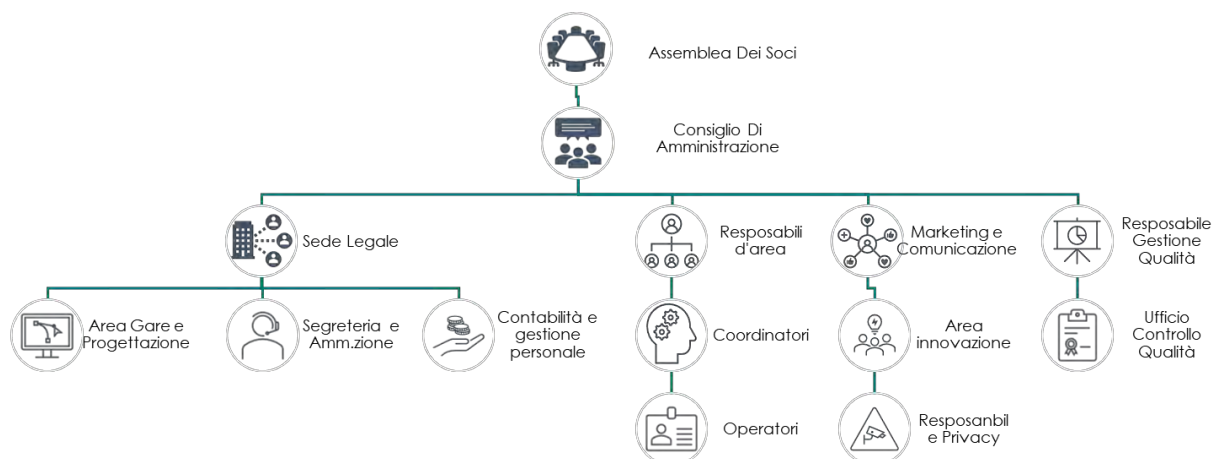 Assemblea Dei Soci
Consiglio Di
Amministrazione
Sede Legale
Resposabili
d'area
Marketing e
Comunicazione
Resposabile
Gestione
Qualità
Area Gare e
Progettazione
Segreteria e
Amm.zione
Contabilità e
gestione
personale
Coordinatori
Area
innovazione
Ufficio
Controllo
Qualità
Operatori
Resposanbil
e Privacy